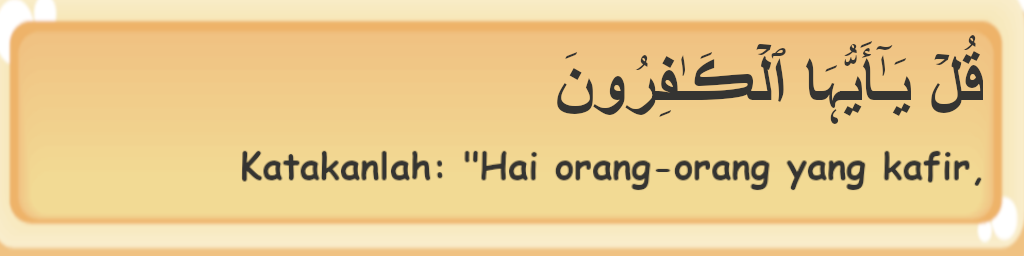 قُلۡ يَـٰٓأَيُّہَا ٱلۡڪَـٰفِرُونَ
Katakanlah: "Hai orang-orang yang kafir,